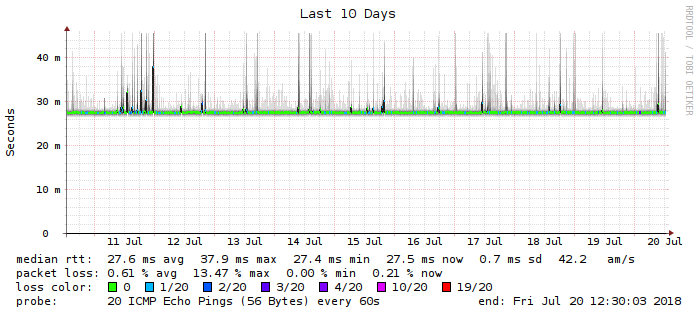 Last 10 Days
RRDTOOL / TOBI OETIKER
Seconds
40 m
30 m
20 m
10 m
0
11 Jul 12 Jul 13 Jul 14 Jul 15 Jul 16 Jul 17 Jul 18 Jul 19 Jul 20 Jul
median rtt: 27.6 ms avg 37.9 ms max 27.4 ms min 27.5 ms now 0.7 ms sd 42.2 am/s
packet loss: 0.61 % avg 13.47 % max 0.00 % min 0.21 % now
loss color: 0 1/20 2/20 3/20 4/20 10/20 19/20
probe: 20 ICMP Echo Pings (56 Bytes) every 60s end: Fri Jul 20 12:30:03 2018